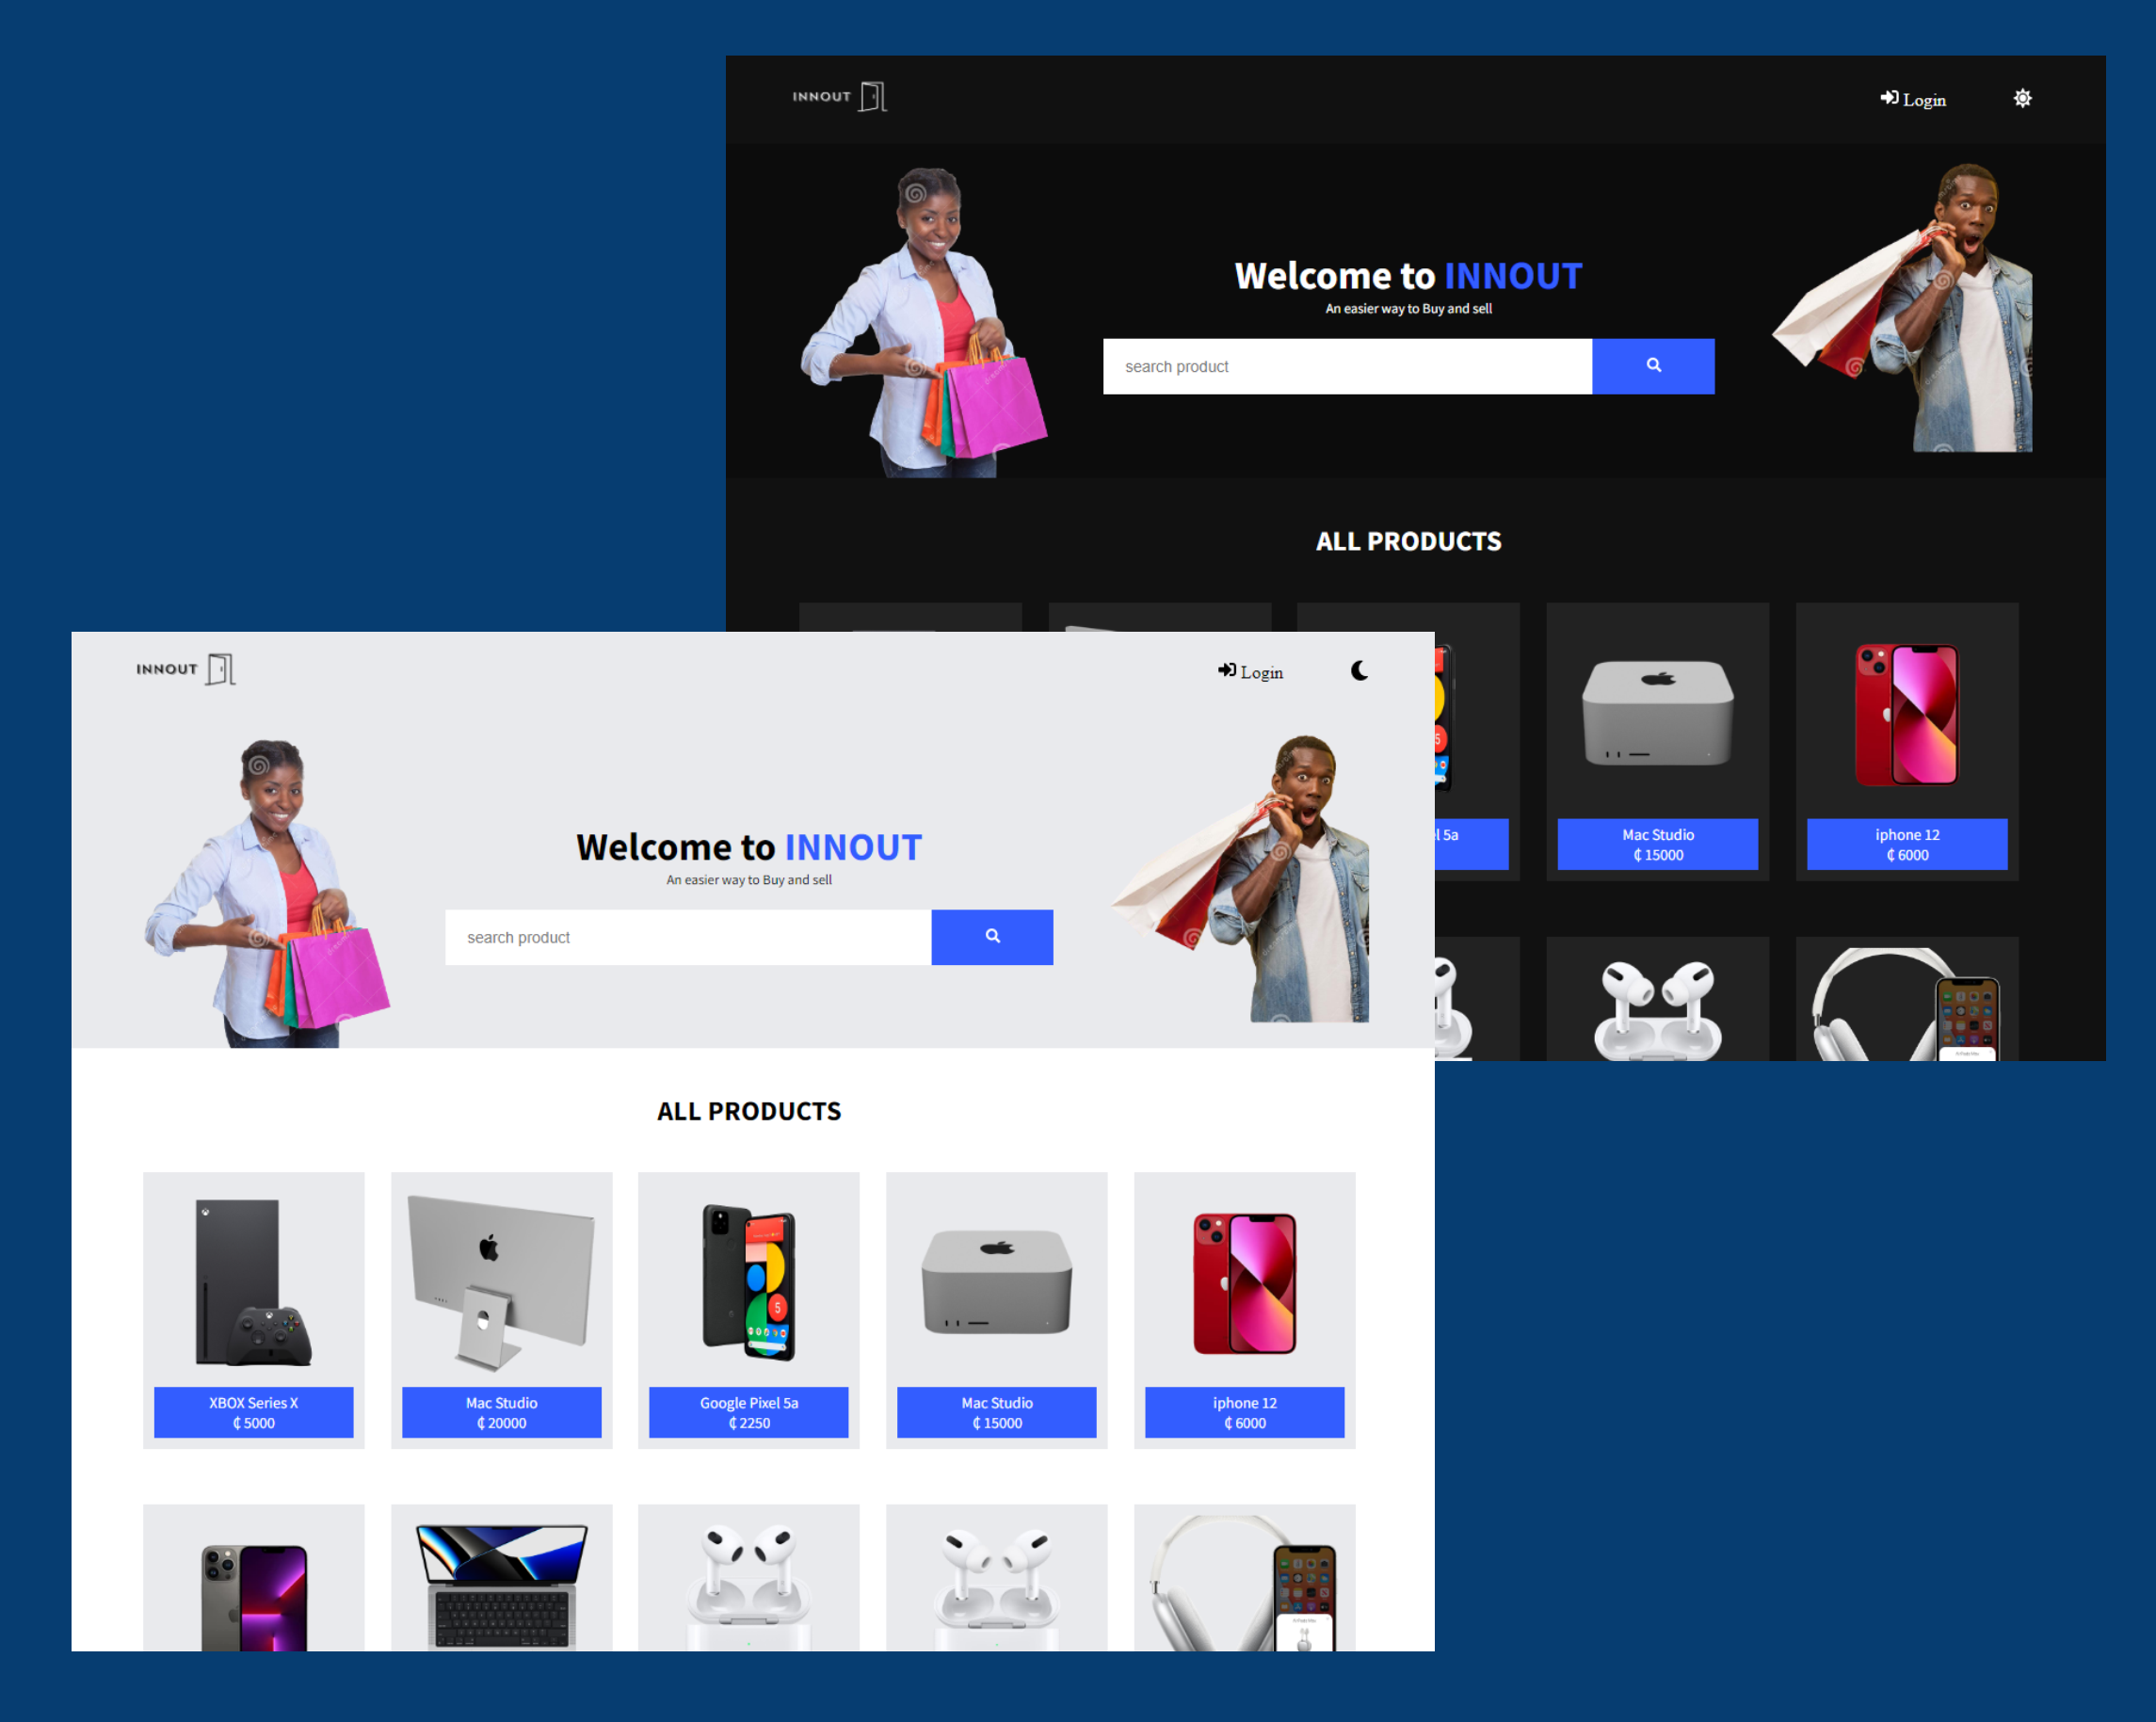 INNOUT
Login
Welcome to INNOUT
An easier way to Buy and sell
search product
ALL PRODUCTS
l 5a
Mac Studio
₵ 15000
iphone 12
₵ 6000
INNOUT
Login
Welcome to INNOUT
An easier way to Buy and sell
search product
ALL PRODUCTS
XBOX Series X
₵ 5000
Mac Studio
₵ 20000
Google Pixel 5a
₵ 2250
Mac Studio
₵ 15000
iphone 12
₵ 6000